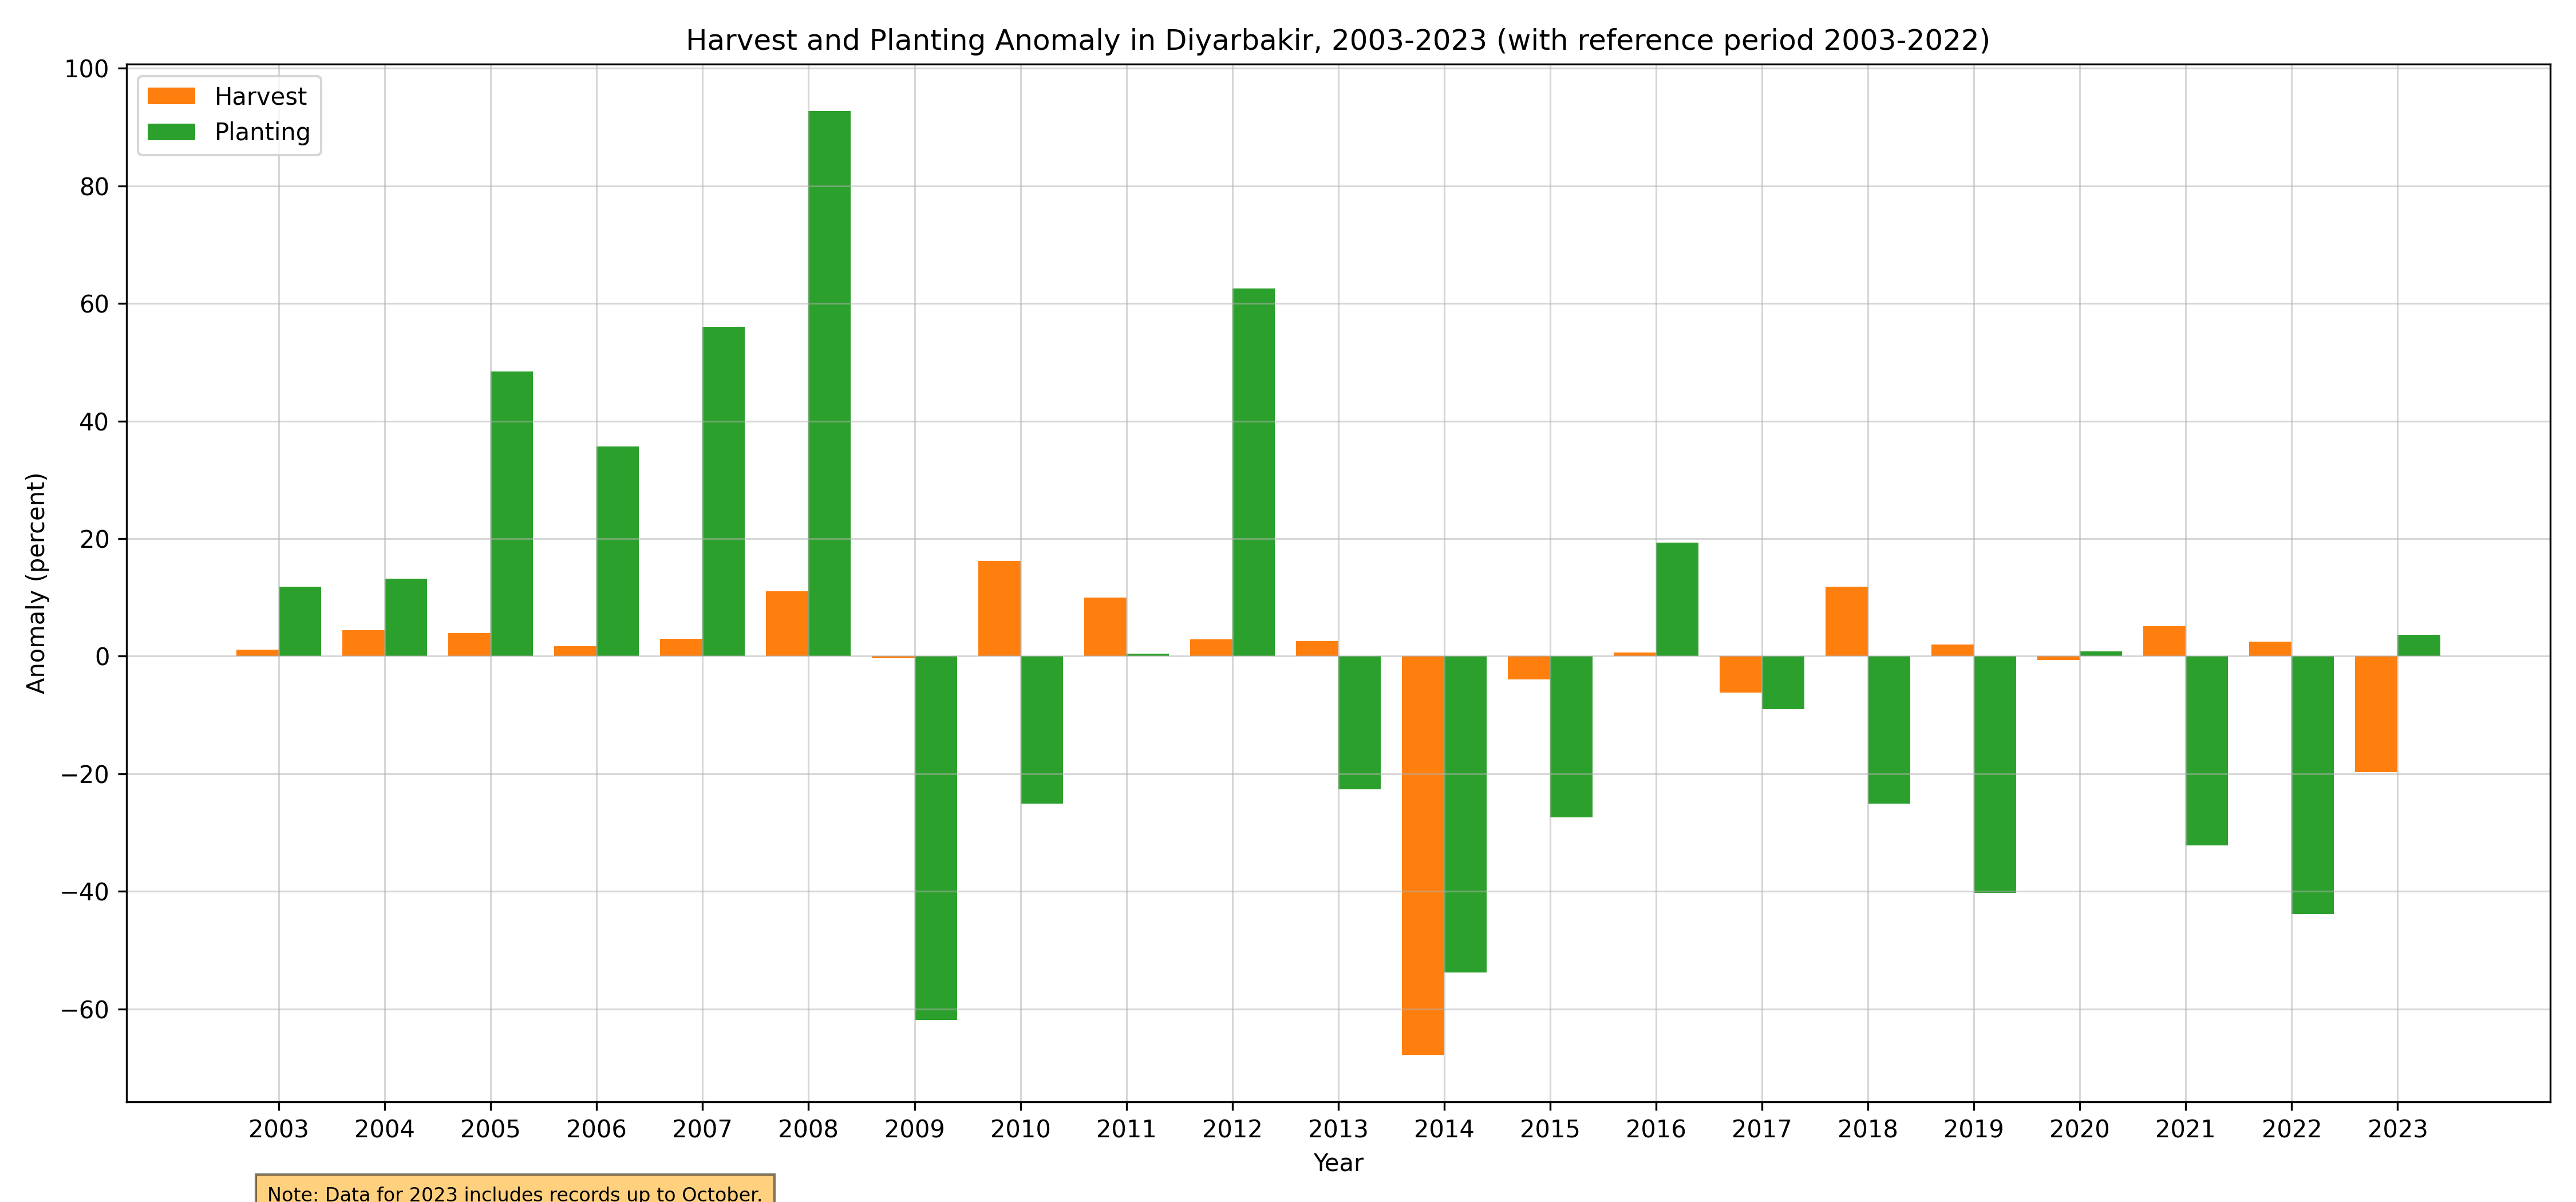 Harvest and Planting Anomaly in Diyarbakir, 2003-2023 (with reference period 2003-2022)
Harvest
Planting
Anomaly (percent)
100
80
60
40
20
0
−20
−40
−60
2003 2004 2005 2006 2007 2008 2009 2010 2011 2012 2013 2014 2015 2016 2017 2018 2019 2020 2021 2022 2023
Year
Note: Data for 2023 includes records up to October.